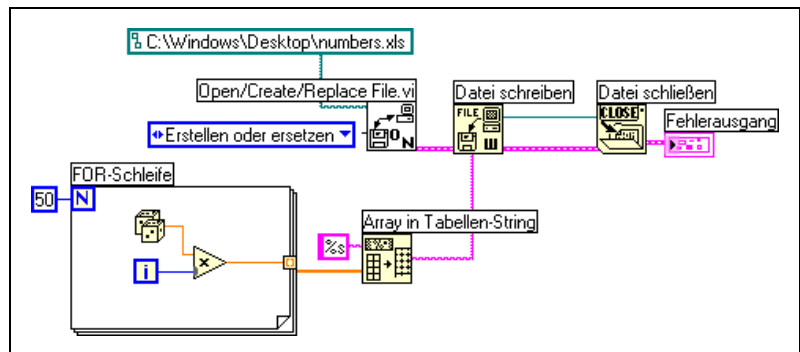 C:\Windows\Desktop\numbers.xls
Open/Create/Replace File.vi
Datei schreiben
Datei schließen
FILE
CLOSE
Fehlerausgang
Erstellen oder ersetzen
O
N
W
FOR-Schleife
50
N
i
x
Array in Tabellen-String
%s